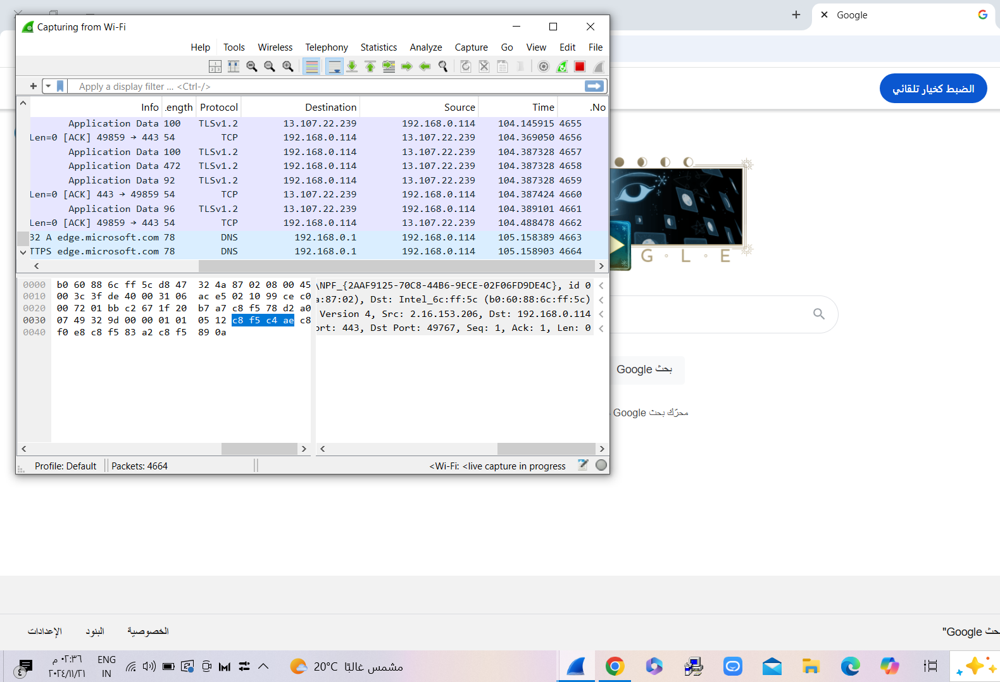 Google
Capturing from Wi-Fi
Help Tools Wireless Telephony Statistics Analyze Capture Go View Edit File
Apply a display filter ... <Ctrl-/>
الضبط كخيار تلقائي
Info Protocol Destination Source Time No.
Application Data 100 TLSv1.2 13.107.22.239 192.168.0.114 104.145915 4655
Len=0 [ACK] 49859 → 443 54 TCP 192.168.0.114 13.107.22.239 104.369050 4656
Application Data 100 TLSv1.2 192.168.0.114 13.107.22.239 104.387328 4657
Application Data 472 TLSv1.2 192.168.0.114 13.107.22.239 104.387328 4658
Application Data 92 TLSv1.2 192.168.0.114 13.107.22.239 104.387328 4659
Len=0 [ACK] 443 → 49859 54 TCP 13.107.22.239 192.168.0.114 104.387424 4660
Application Data 96 TLSv1.2 13.107.22.239 192.168.0.114 104.389101 4661
Len=0 [ACK] 49859 → 443 54 TCP 192.168.0.114 13.107.22.239 104.488478 4662
32 A edge.microsoft.com 78 DNS 192.168.0.1 192.168.0.114 105.158389 4663
TTPS edge.microsoft.com 78 DNS 192.168.0.1 192.168.0.114 105.158903 4664
G · L · E
0000 b0 60 88 6c ff 5c d8 47 32 4a 87 02 08 00 45
0010 00 3c 3f de 40 00 31 06 ac e5 02 10 99 ce c0
0020 00 72 01 bb c2 67 1f 20 b7 a7 c8 f5 78 d2 a0
0030 07 49 32 9d 00 00 01 01 05 12 c8 f5 c4 ae c8
0040 f0 e8 c8 f5 83 a2 c8 f5 89 0a
\NPF_{2AAF9125-70C8-44B6-9ECE-02F06FD9DE4C}, id 0
a:87:02), Dst: Intel_6c:ff:5c (b0:60:88:6c:ff:5c)
Version 4, Src: 2.16.153.206, Dst: 192.168.0.114
ort: 443, Dst Port: 49767, Seq: 1, Ack: 1, Len: 0
بحث Google
محرّك بحث Google
Profile: Default Packets: 4664 <Wi-Fi: <live capture in progress
الخصوصية البنود الإعدادات
Google"
٤
٠٢:٣٦ م
٢٠٢٤/١١/٢١
ENG
IN
20°C مشمس غالبًا